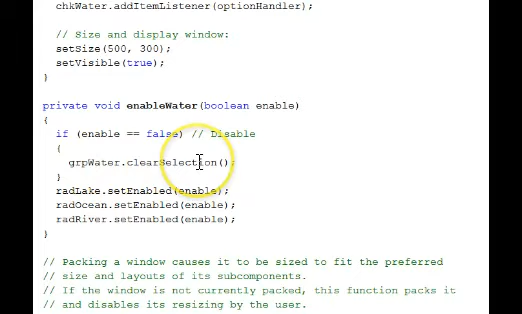 chkWater.addItemListener(optionHandler);
// Size and display window:
setSize(500, 300);
setVisible(true);
}
private void enableWater(boolean enable)
{
if (enable == false) // Disable
{
grpWater.clearSelection();
}
radLake.setEnabled(enable);
radOcean.setEnabled(enable);
radRiver.setEnabled(enable);
}
// Packing a window causes it to be sized to fit the preferred
// size and layouts of its subcomponents.
// If the window is not currently packed, this function packs it
// and disables its resizing by the user.